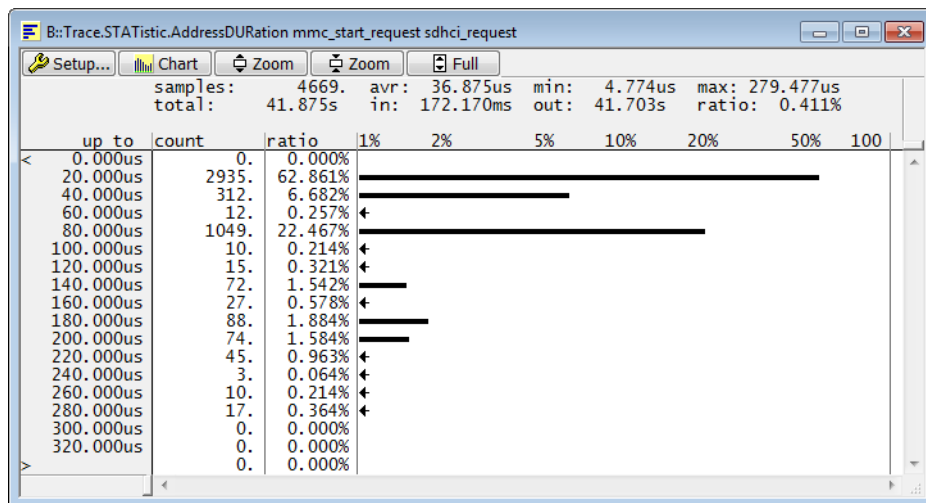 B::Trace.STATistic.AddressDURation mmc_start_request sdhci_request
Setup... Chart Zoom Zoom Full
samples: 4669. avr: 36.875us min: 4.774us max: 279.477us
total: 41.875s in: 172.170ms out: 41.703s ratio: 0.411%
up to count ratio 1% 2% 5% 10% 20% 50% 100
< 0.000us 0. 0.000%
20.000us 2935. 62.861%
40.000us 312. 6.682%
60.000us 12. 0.257%
80.000us 1049. 22.467%
100.000us 10. 0.214%
120.000us 15. 0.321%
140.000us 72. 1.542%
160.000us 27. 0.578%
180.000us 88. 1.884%
200.000us 74. 1.584%
220.000us 45. 0.963%
240.000us 3. 0.064%
260.000us 10. 0.214%
280.000us 17. 0.364%
300.000us 0. 0.000%
320.000us 0. 0.000%
> 0. 0.000%